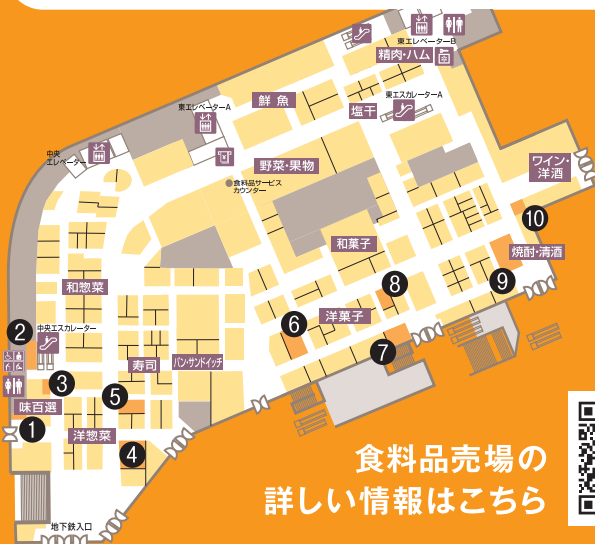 東エレベーターB
精肉・ハム
鮮魚
塩干
東エスカレーターA
東エレベーターA
中央
エレベーター
野菜・果物
食料品サービス
カウンター
ワイン・
洋酒
10
焼酎・清酒
和菓子
9
8
和惣菜
6
洋菓子
7
2
中央エスカレーター
寿司
パン・サンドイッチ
3
5
味百選
1
洋惣菜
4
食料品売場の
詳しい情報はこちら
地下鉄入口